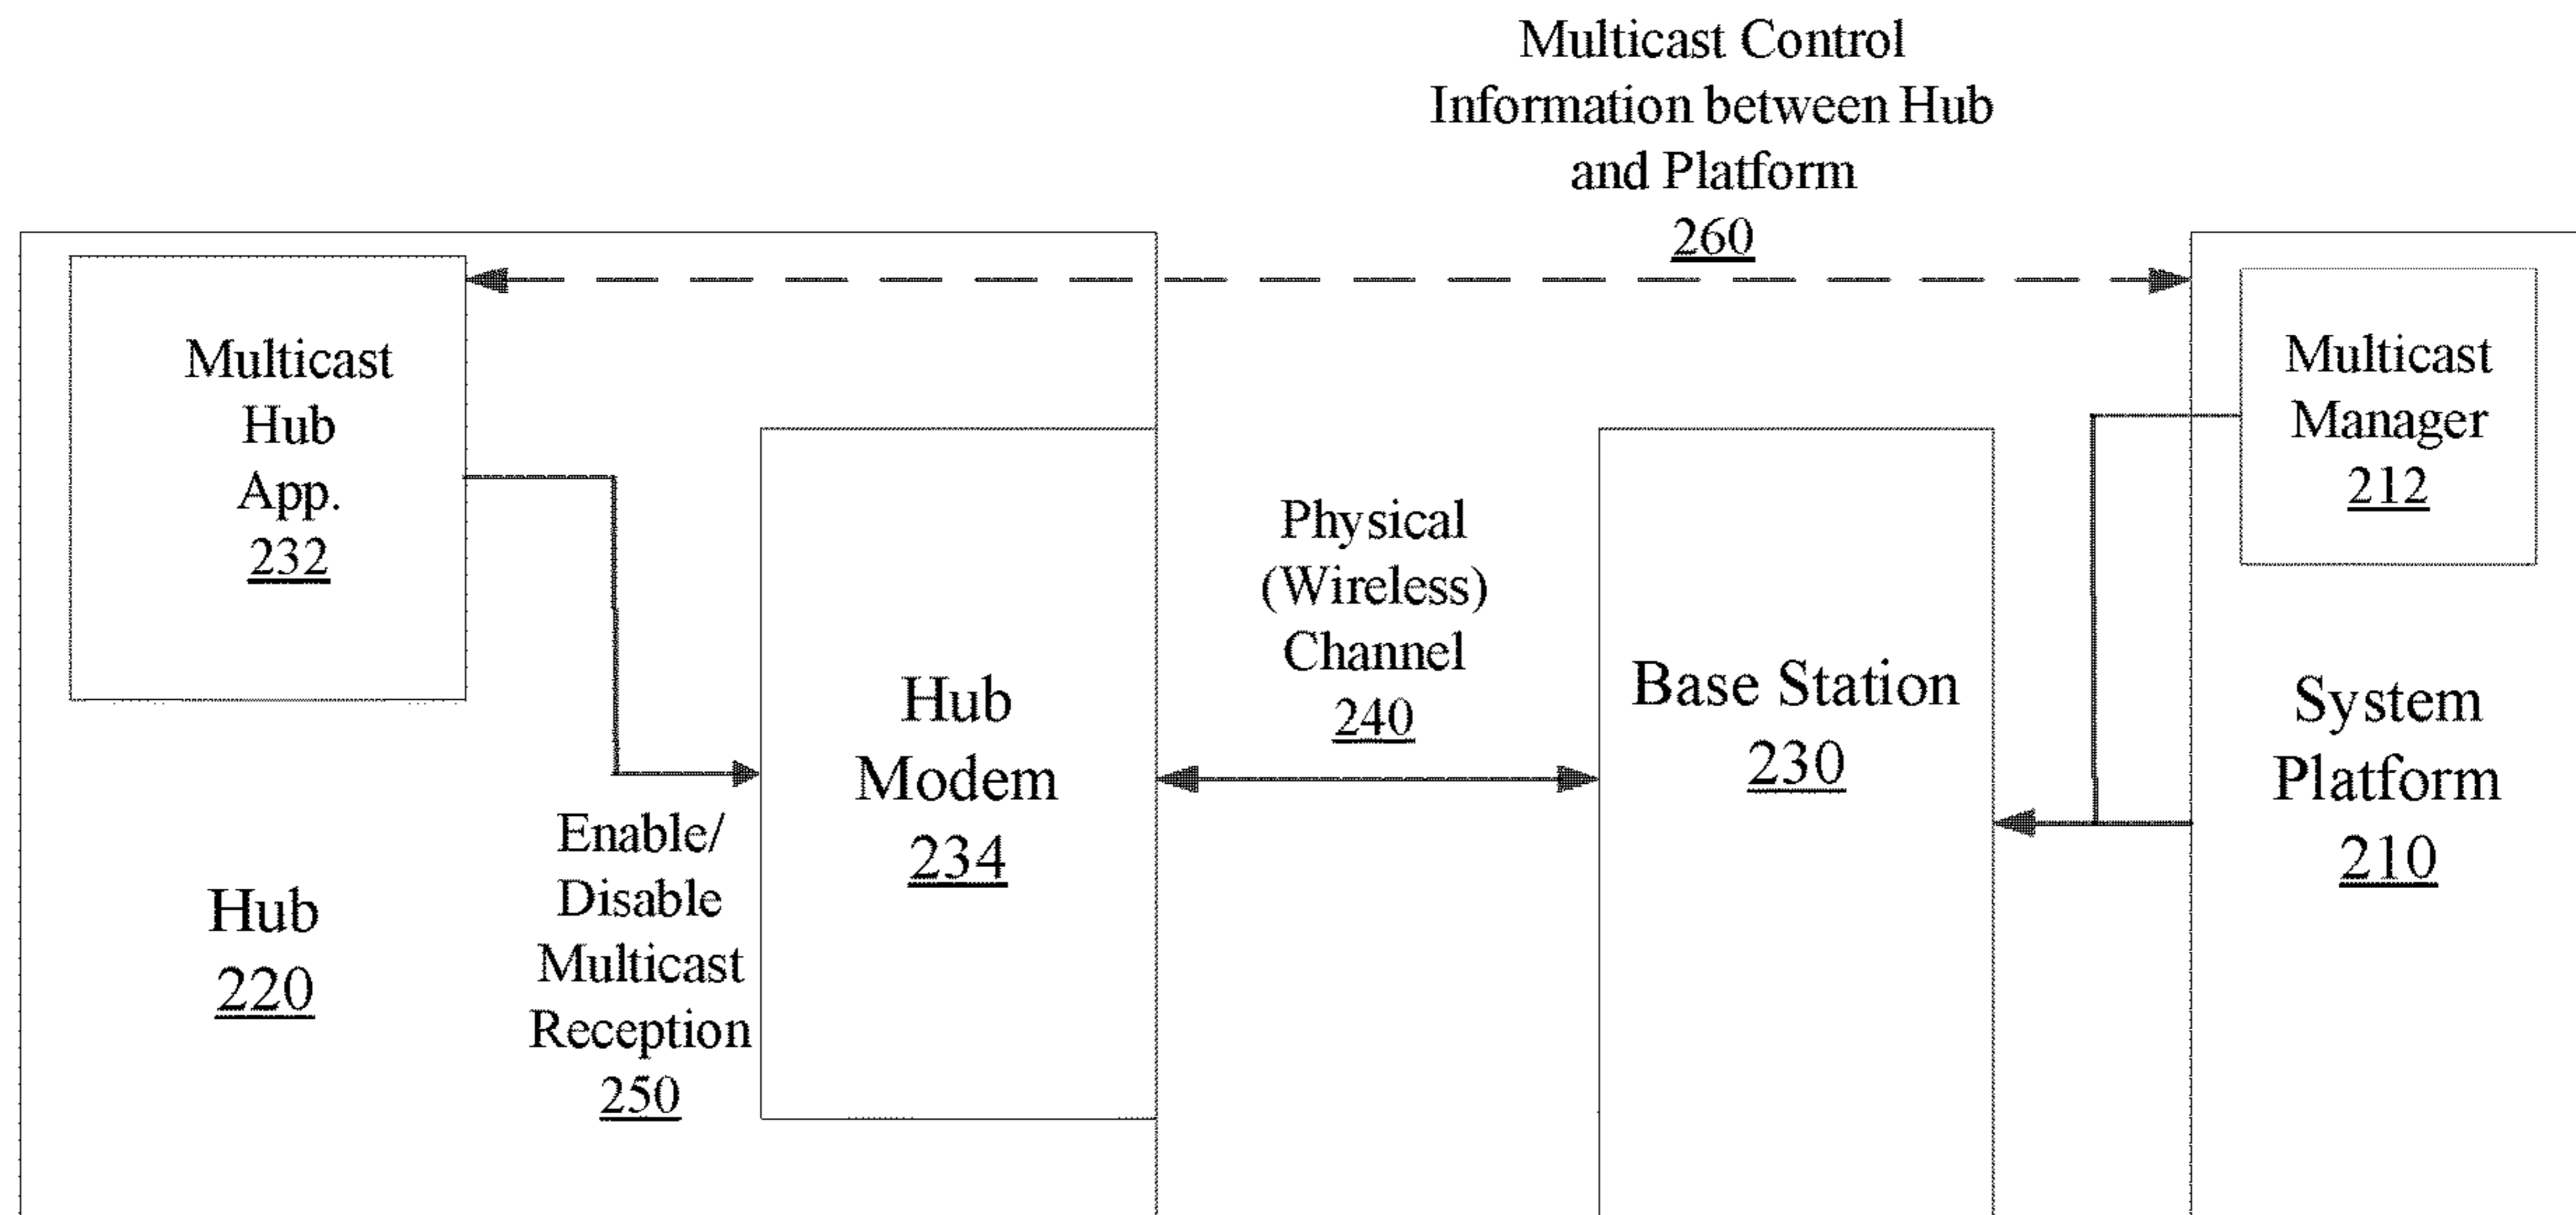 Multicast Control
Information between Hub
and Platform
260
Multicast
Hub
App.
232
Multicast
Manager
212
Physical
(Wireless)
Channel
240
Hub
Modem
234
Base Station
230
System
Platform
210
Enable/
Disable
Multicast
Reception
250
Hub
220